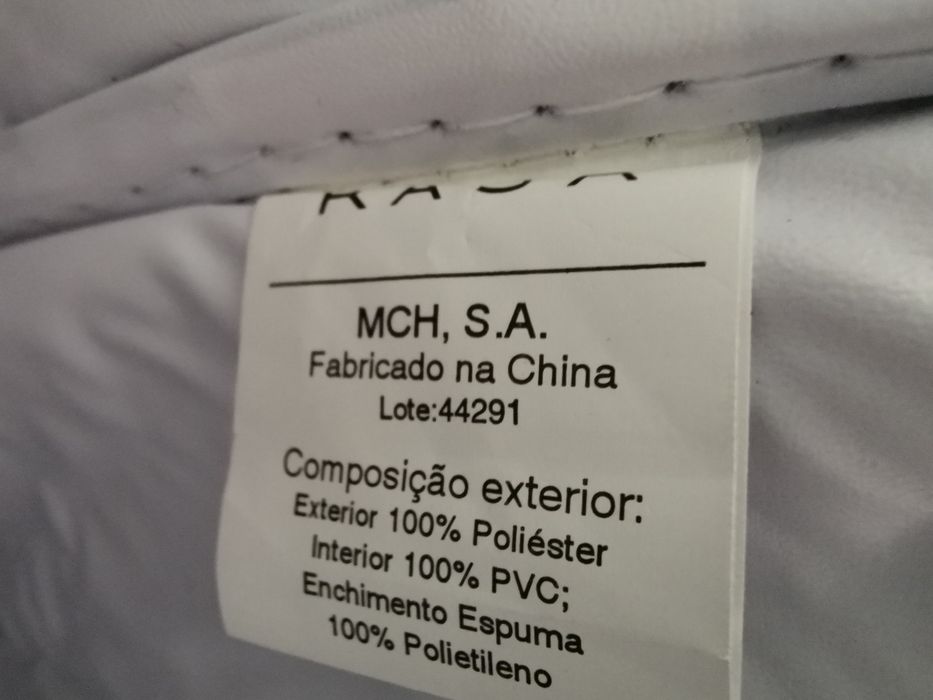 MCH, S.A.
Fabricado na China
Lote:44291
Composição exterior:
Exterior 100% Poliéster
Interior 100% PVC;
Enchimento Espuma
100% Polietileno